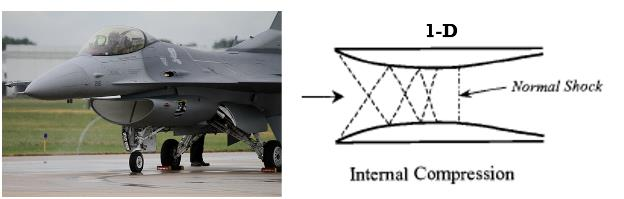 1-D
Normal Shock
Internal Compression